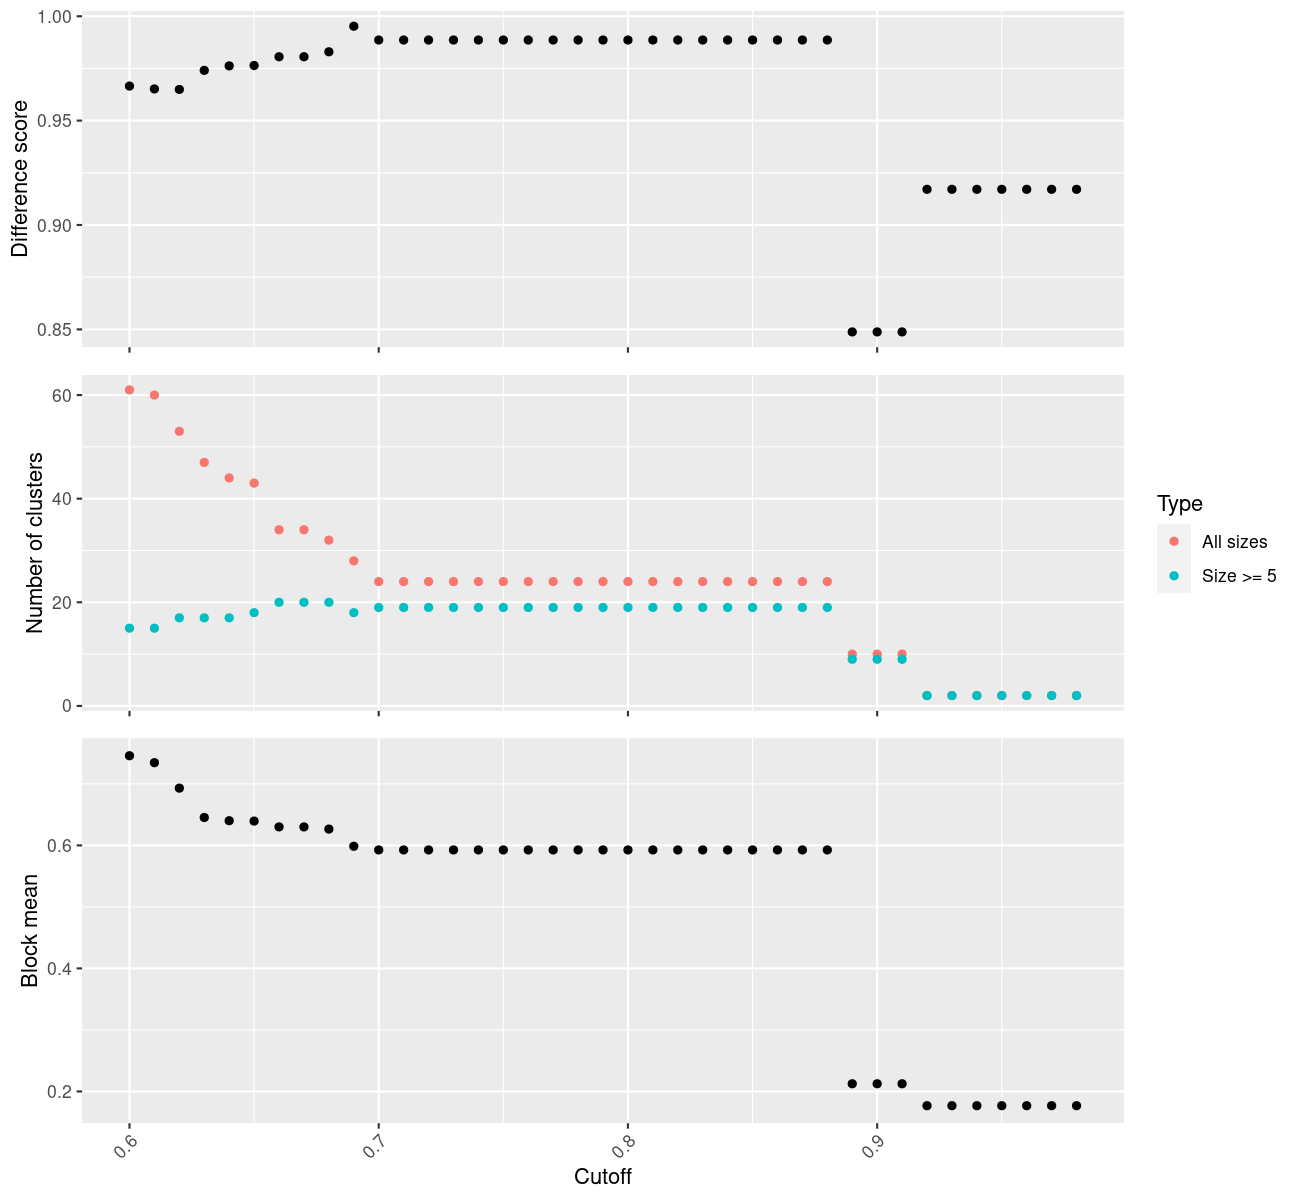 Difference score
1.00
0.95
0.90
0.85
Number of clusters
60
40
20
0
Type
All sizes
Size >= 5
Block mean
0.6
0.4
0.2
0.6
0.7
0.8
0.9
Cutoff